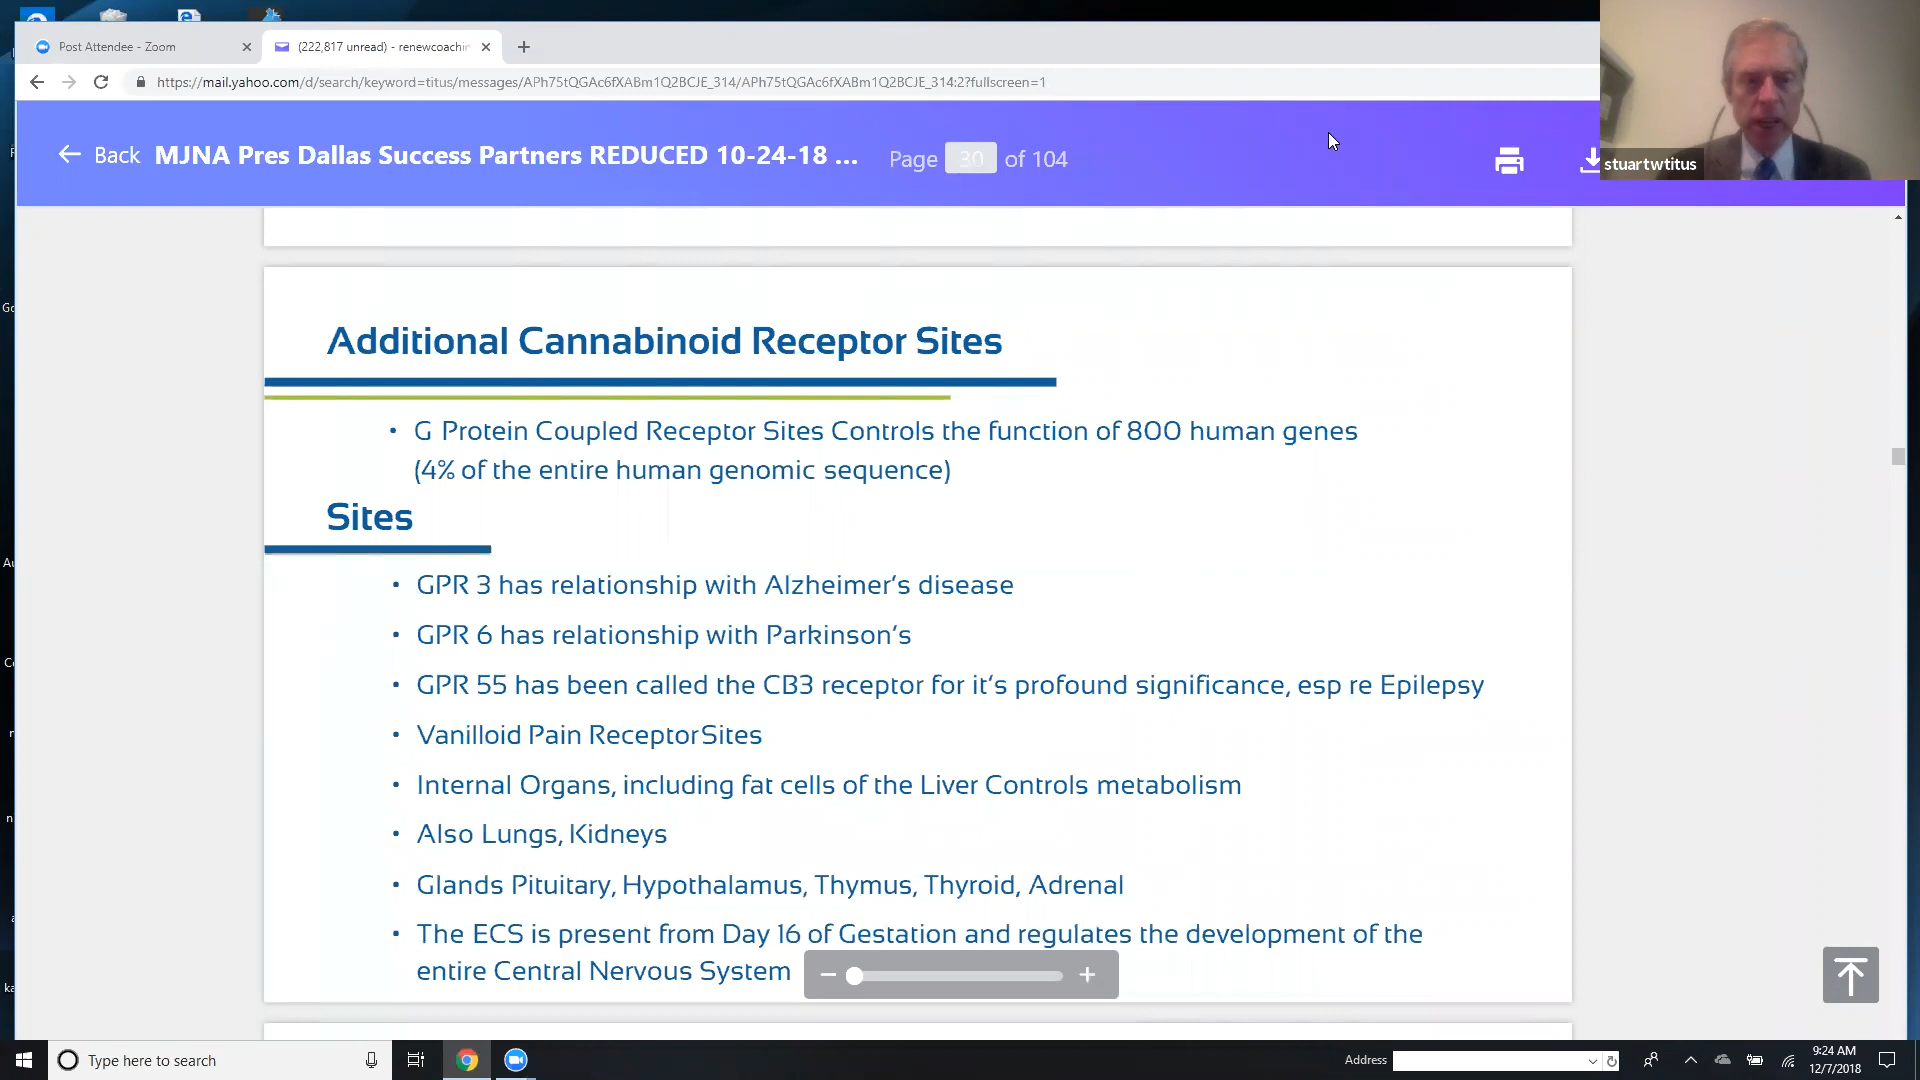 Post Attendee - Zoom
(222,817 unread) - renewcoachin
https://mail.yahoo.com/d/search/keyword=titus/messages/APh75tQGAc6fXABm1Q2BCJE_314/APh75tQGAc6fXABm1Q2BCJE_314:2?fullscreen=1
Back MJNA Pres Dallas Success Partners REDUCED 10-24-18 ... Page 30 of 104
stuartwtitus
Additional Cannabinoid Receptor Sites
• G Protein Coupled Receptor Sites Controls the function of 800 human genes
(4% of the entire human genomic sequence)
Sites
• GPR 3 has relationship with Alzheimer's disease
• GPR 6 has relationship with Parkinson's
• GPR 55 has been called the CB3 receptor for it's profound significance, esp re Epilepsy
• Vanilloid Pain ReceptorSites
• Internal Organs, including fat cells of the Liver Controls metabolism
• Also Lungs, Kidneys
• Glands Pituitary, Hypothalamus, Thymus, Thyroid, Adrenal
• The ECS is present from Day 16 of Gestation and regulates the development of the
entire Central Nervous System
Type here to search
Address
9:24 AM
12/7/2018